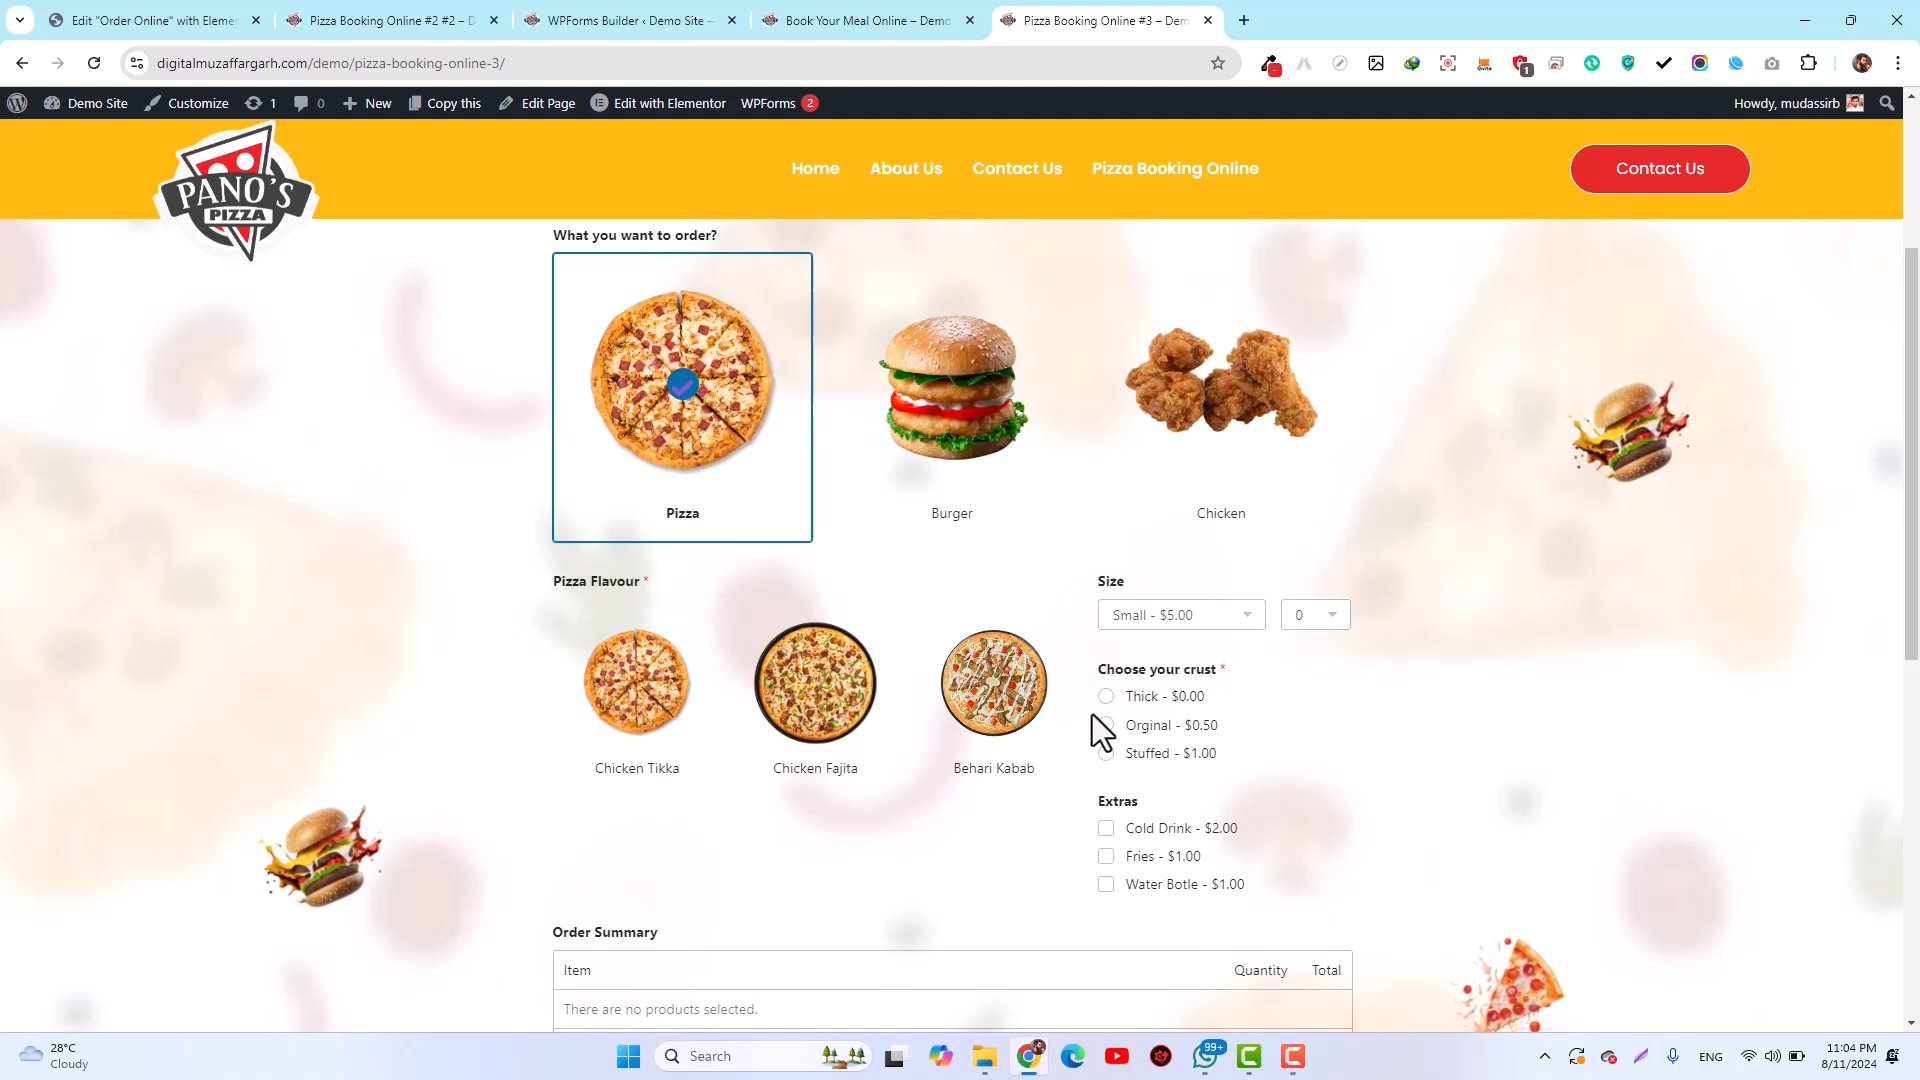 Edit "Order Online" with Elemen
Pizza Booking Online #2 #2 – D
WPForms Builder ‹ Demo Site —
Book Your Meal Online – Demo
Pizza Booking Online #3 – Dem
digitalmuzaffargarh.com/demo/pizza-booking-online-3/
1
Demo Site
Customize
1
0
New
Copy this
Edit Page
Edit with Elementor
WPForms 2
Howdy, mudassirb
PANO'S
PIZZA
Home
About Us
Contact Us
Pizza Booking Online
Contact Us
What you want to order?
Pizza
Burger
Chicken
Pizza Flavour *
Chicken Tikka
Chicken Fajita
Behari Kabab
Size
Small - $5.00
0
Choose your crust *
Thick - $0.00
Orginal - $0.50
Stuffed - $1.00
Extras
Cold Drink - $2.00
Fries - $1.00
Water Botle - $1.00
Order Summary
Item
Quantity
Total
There are no products selected.
28°C
Cloudy
Search
99+
ENG
11:04 PM
8/11/2024